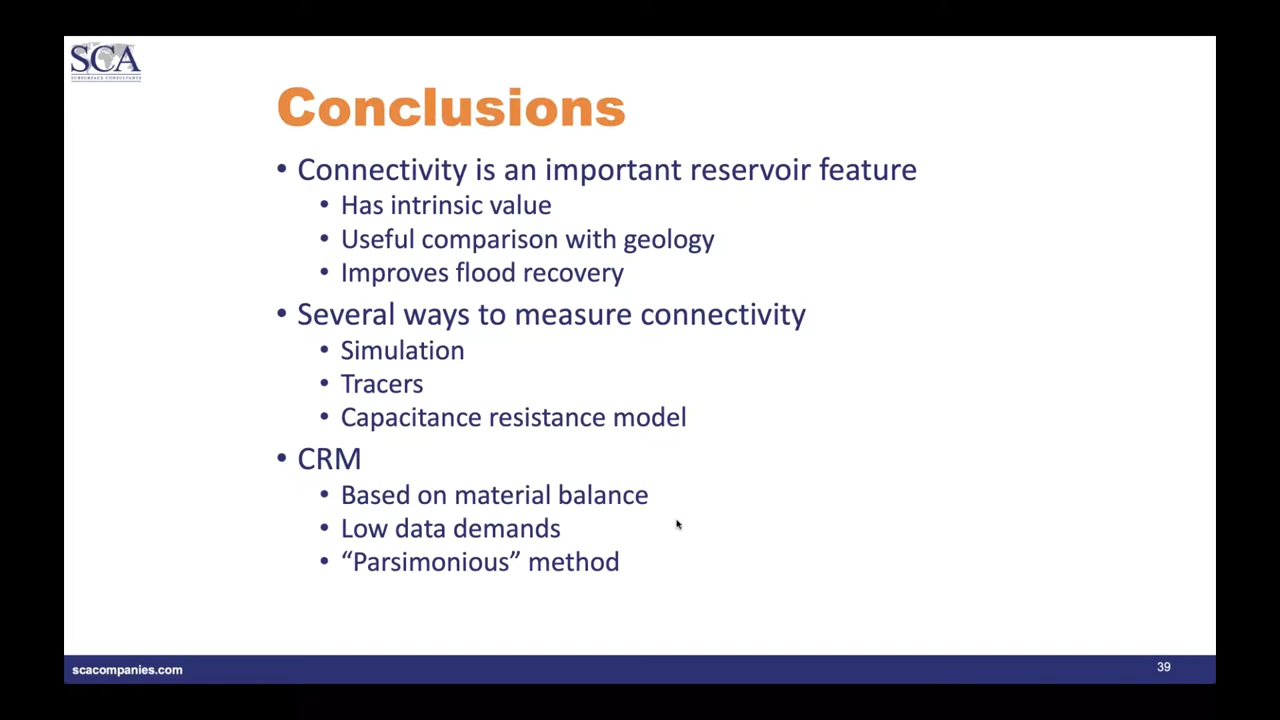 SCA
SUBSURFACE CONSULTANTS
Conclusions
• Connectivity is an important reservoir feature
• Has intrinsic value
• Useful comparison with geology
• Improves flood recovery
• Several ways to measure connectivity
• Simulation
• Tracers
• Capacitance resistance model
• CRM
• Based on material balance
• Low data demands
• “Parsimonious” method
scacompanies.com
39